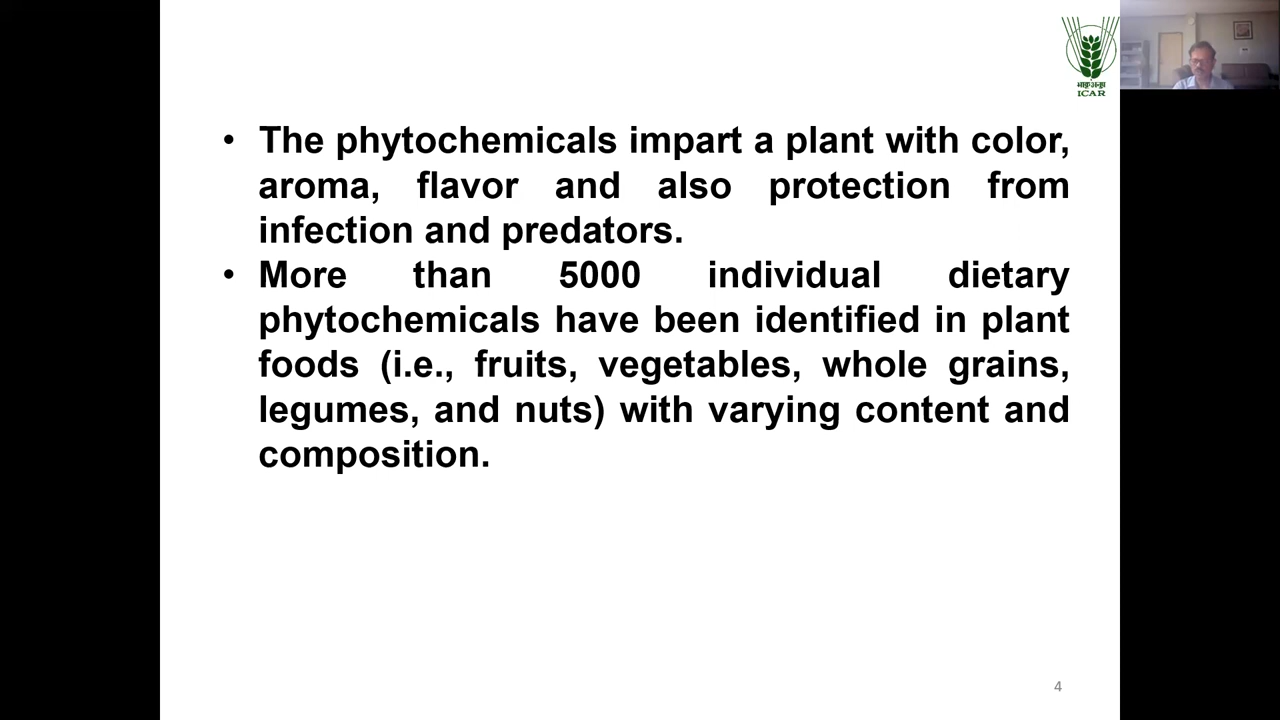 भाकृअनुप
ICAR
• The phytochemicals impart a plant with color,
aroma, flavor and also protection from
infection and predators.
• More than 5000 individual dietary
phytochemicals have been identified in plant
foods (i.e., fruits, vegetables, whole grains,
legumes, and nuts) with varying content and
composition.
4